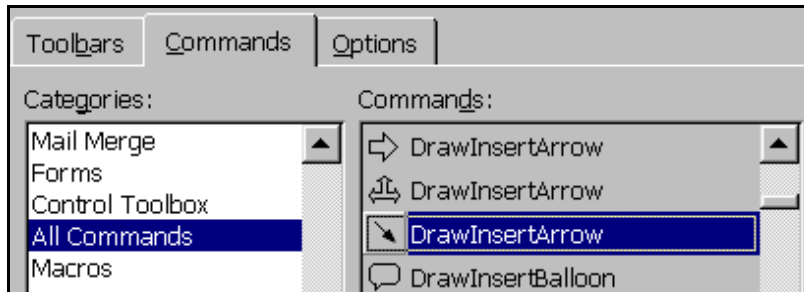 Toolbars Commands Options
Categories: Commands:
Mail Merge
Forms
Control Toolbox
All Commands
Macros
DrawInsertArrow
DrawInsertArrow
DrawInsertArrow
DrawInsertBalloon